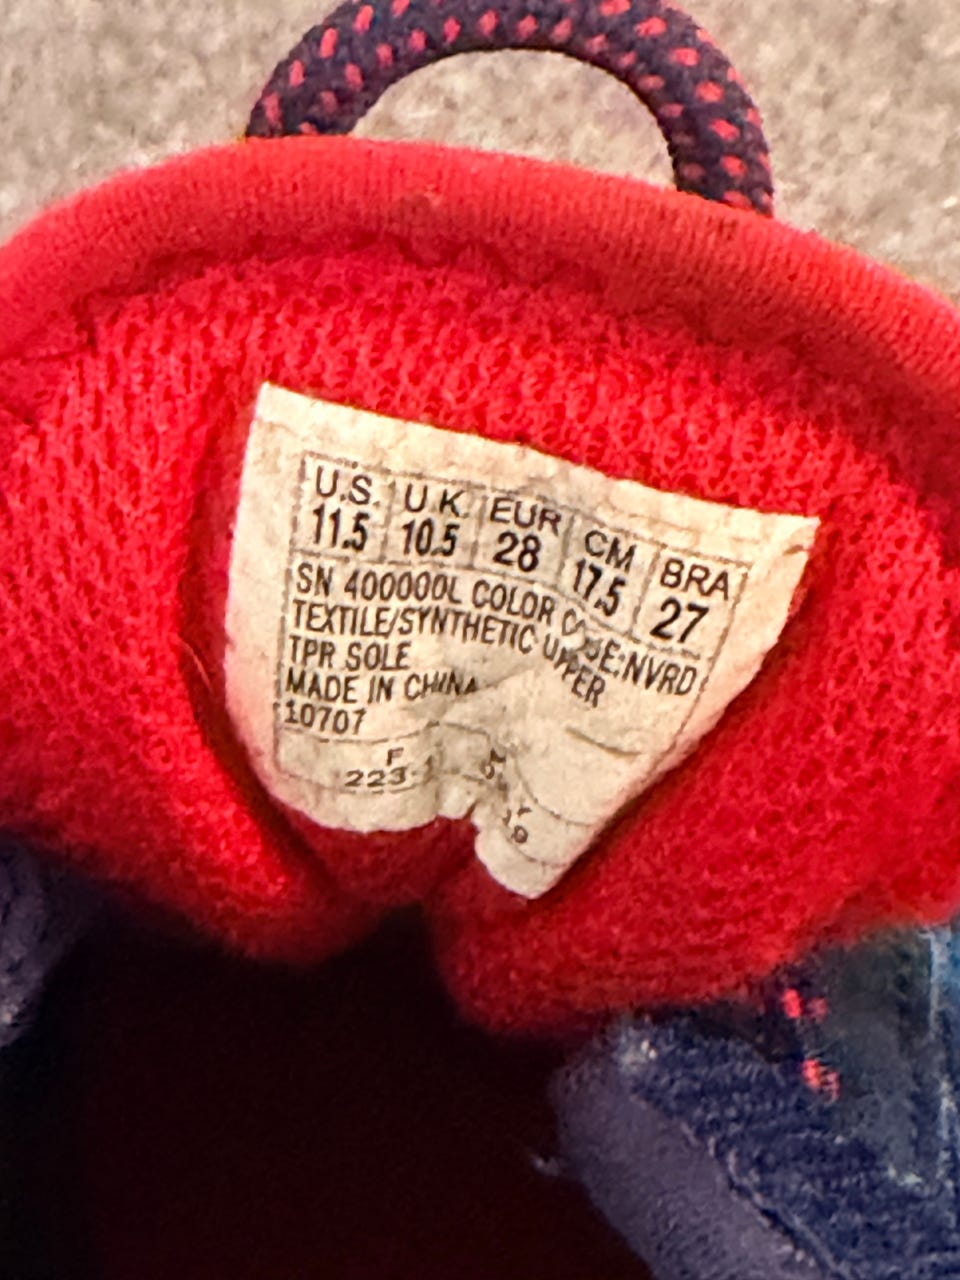 U.S. U.K. EUR CM BRA
11.5 10.5 28 17.5 27
SN 400000L COLOR CODE:NVRD
TEXTILE/SYNTHETIC UPPER
TPR SOLE
MADE IN CHINA
10707
F
223